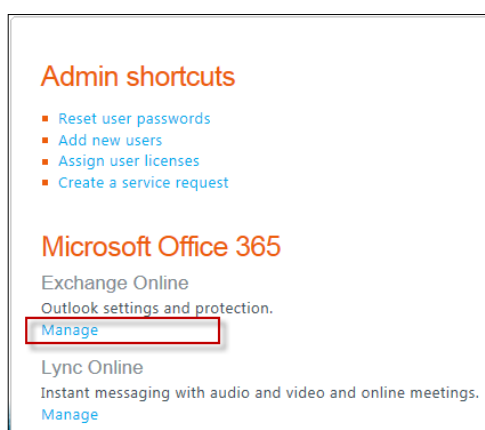 Admin shortcuts
Reset user passwords
Add new users
Assign user licenses
Create a service request
Microsoft Office 365
Exchange Online
Outlook settings and protection.
Manage
Lync Online
Instant messaging with audio and video and online meetings.
Manage